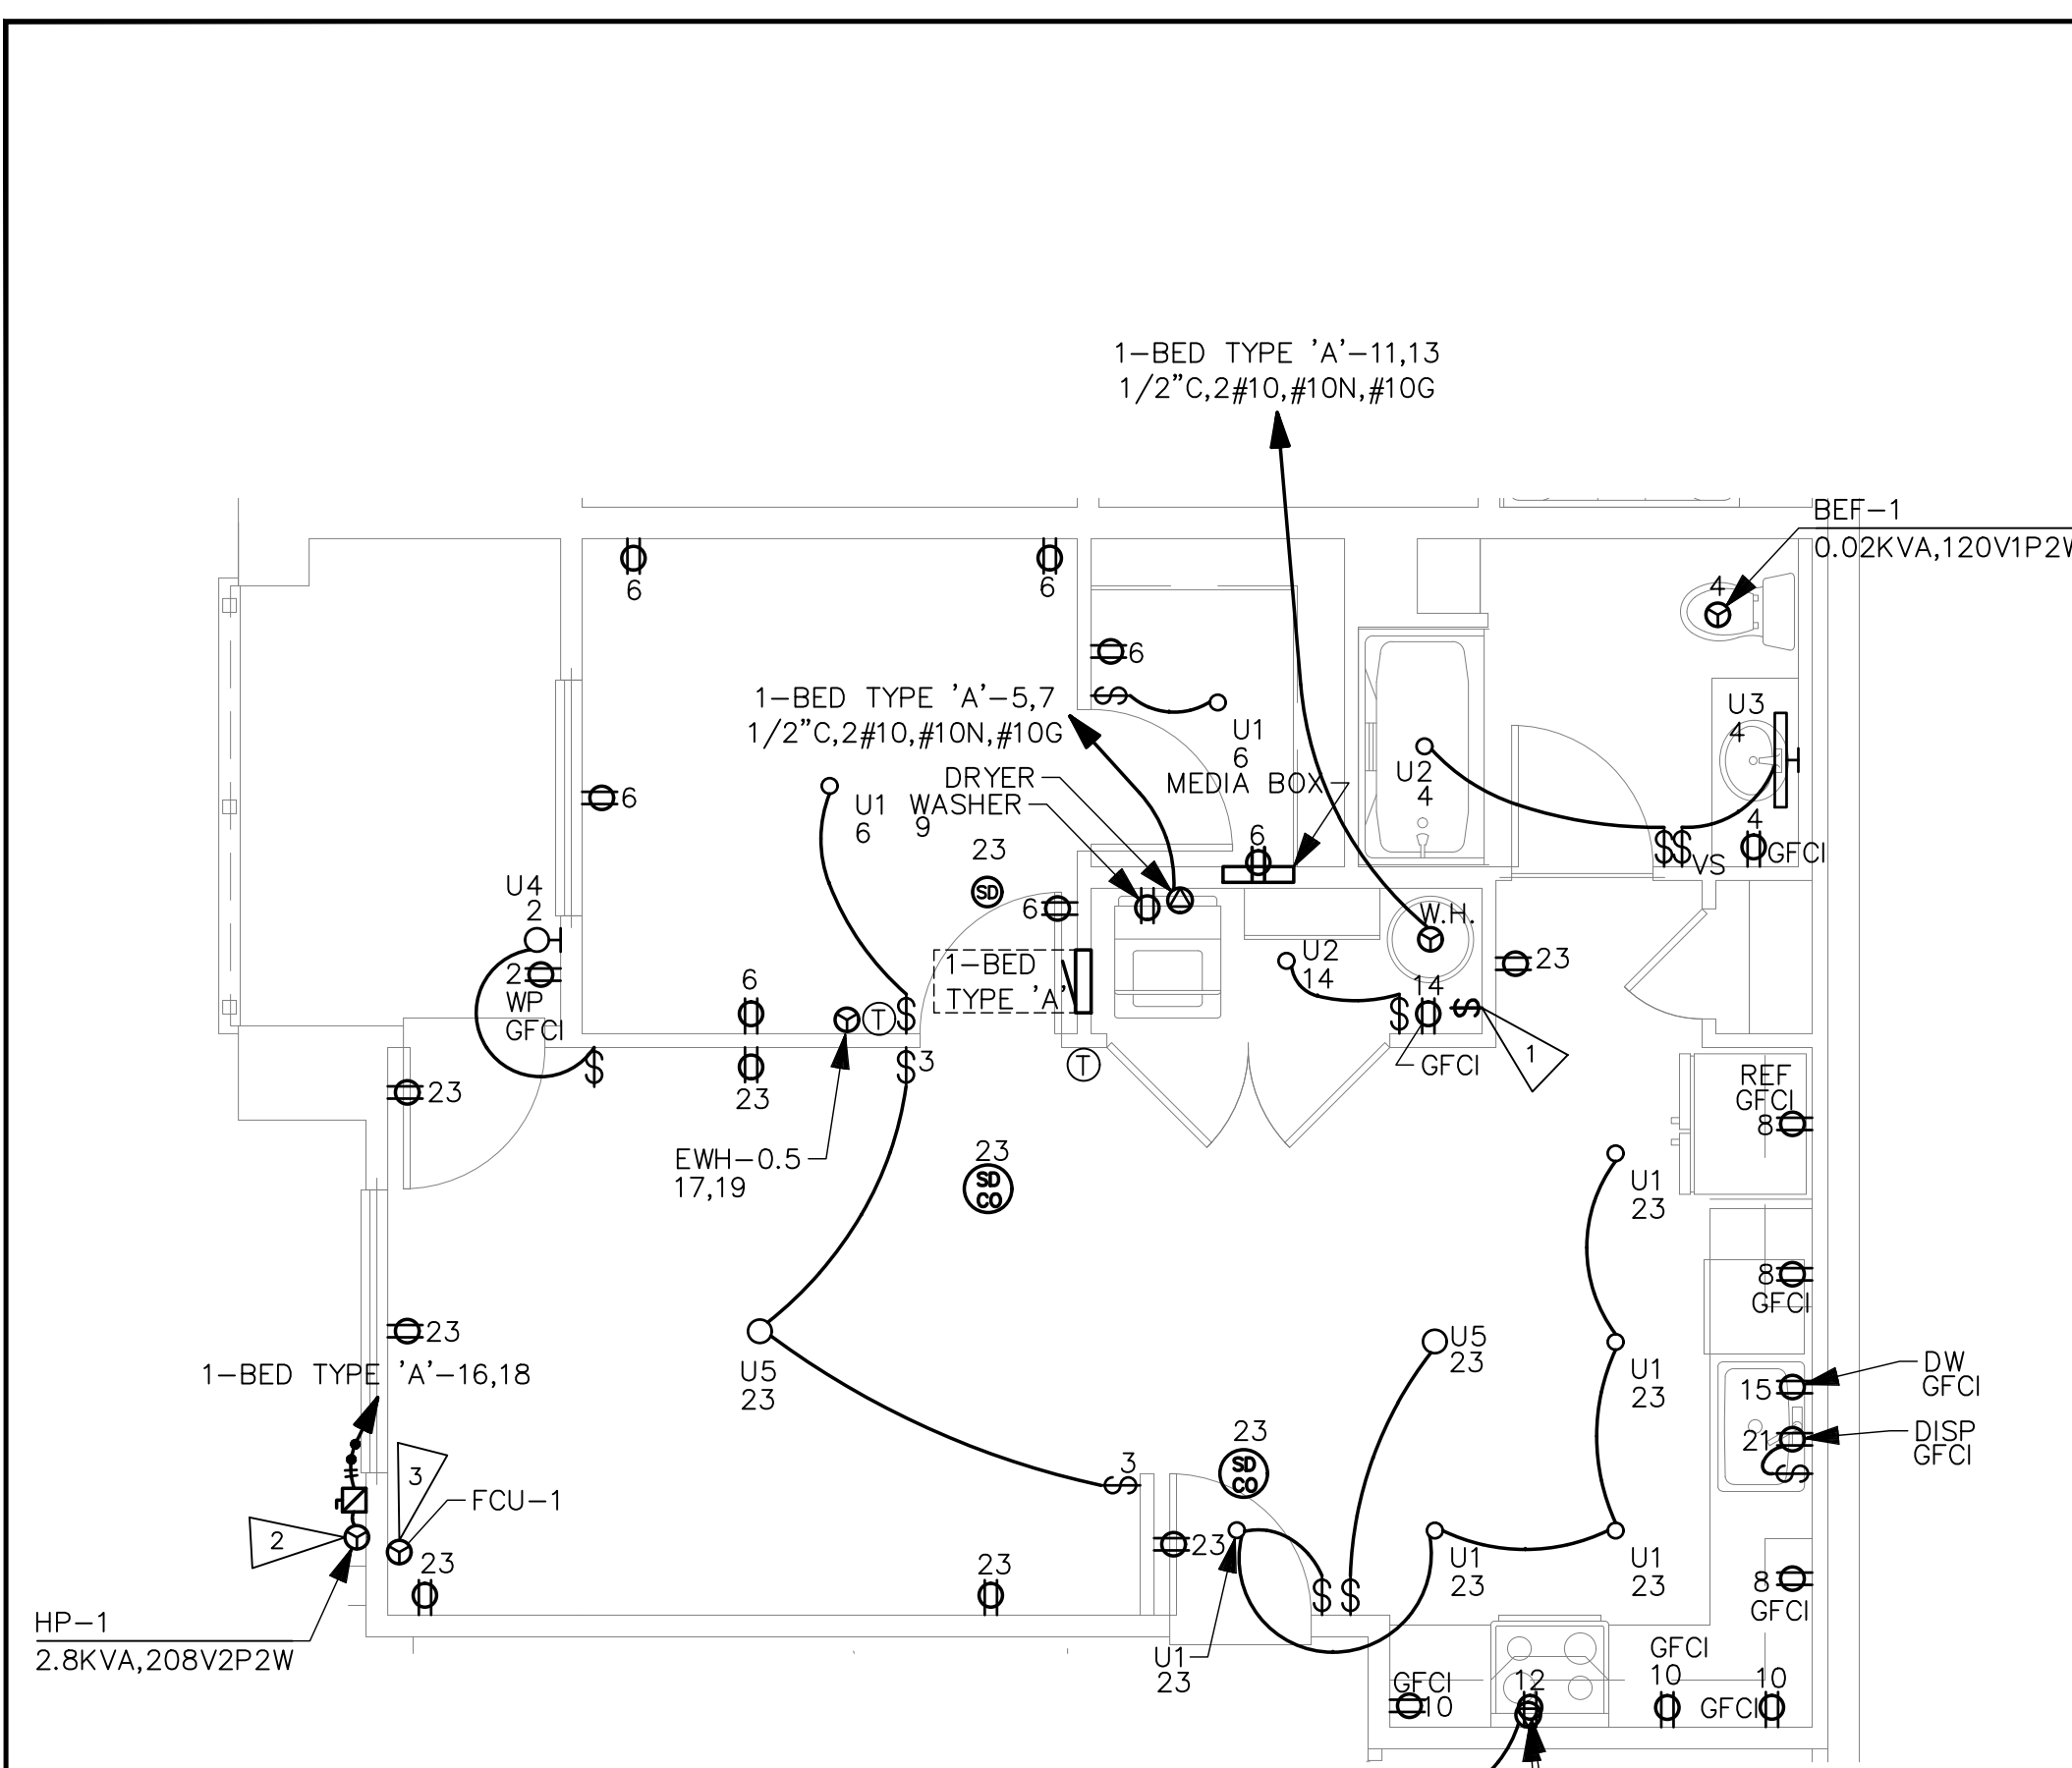 1-BED TYPE 'A'-11,13
1/2"C,2#10,#10N,#10G
BEF-1
0.02KVA,120V1P2W
4
6
6
6
1-BED TYPE 'A'-5,7
1/2"C,2#10,#10N,#10G
U1
6
U3
4
DRYER
WASHER
9
MEDIA BOX
U2
4
6
U1
6
6
4
GFCI
$$
VS
23
SD
U4
2
6
W.H.
2
WP
GFCI
1-BED
TYPE 'A'
U2
14
14
23
6
T
$
$
$
$
GFCI
1
$
$
3
T
23
23
REF
GFCI
8
EWH-0.5
17,19
23
SD
CO
U1
23
8
GFCI
23
U5
23
U5
23
U1
23
1-BED TYPE 'A'-16,18
15
DW
GFCI
21
DISP
GFCI
$
3
$
23
SD
CO
3
FCU-1
2
23
23
23
$
$
U1
23
U1
23
8
GFCI
HP-1
2.8KVA,208V2P2W
U1
23
GFCI
10
12
GFCI
10
10
GFCI